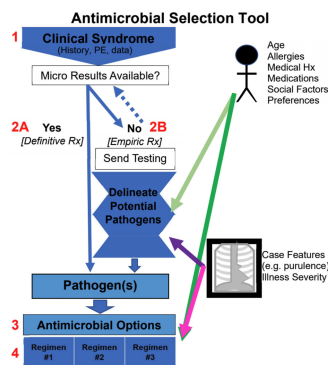 Antimicrobial Selection Tool
1
Clinical Syndrome
(History, PE, data)
Micro Results Available?
2A Yes
[Definitive Rx]
No 2B
[Empiric Rx]
Send Testing
Delineate
Potential
Pathogens
Pathogen(s)
3
Antimicrobial Options
4
Regimen
#1
Regimen
#2
Regimen
#3
Age
Allergies
Medical Hx
Medications
Social Factors
Preferences
Case Features
(e.g. purulence)
Illness Severity